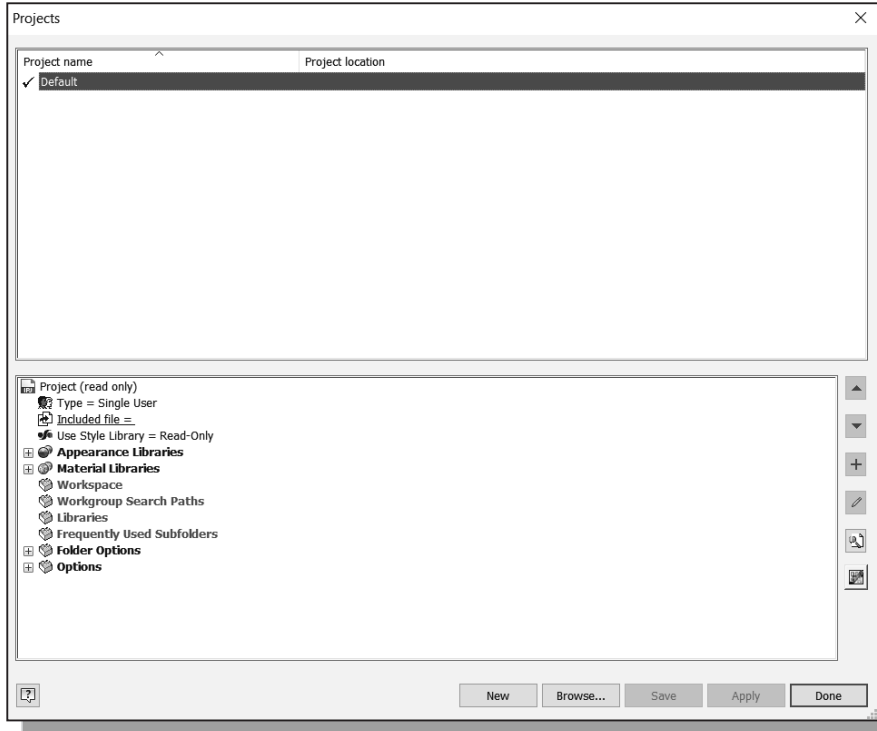 Projects
Project name Project location
Default
Project (read only)
Type = Single User
Included file =
Use Style Library = Read-Only
Appearance Libraries
Material Libraries
Workspace
Workgroup Search Paths
Libraries
Frequently Used Subfolders
Folder Options
Options
New Browse... Save Apply Done